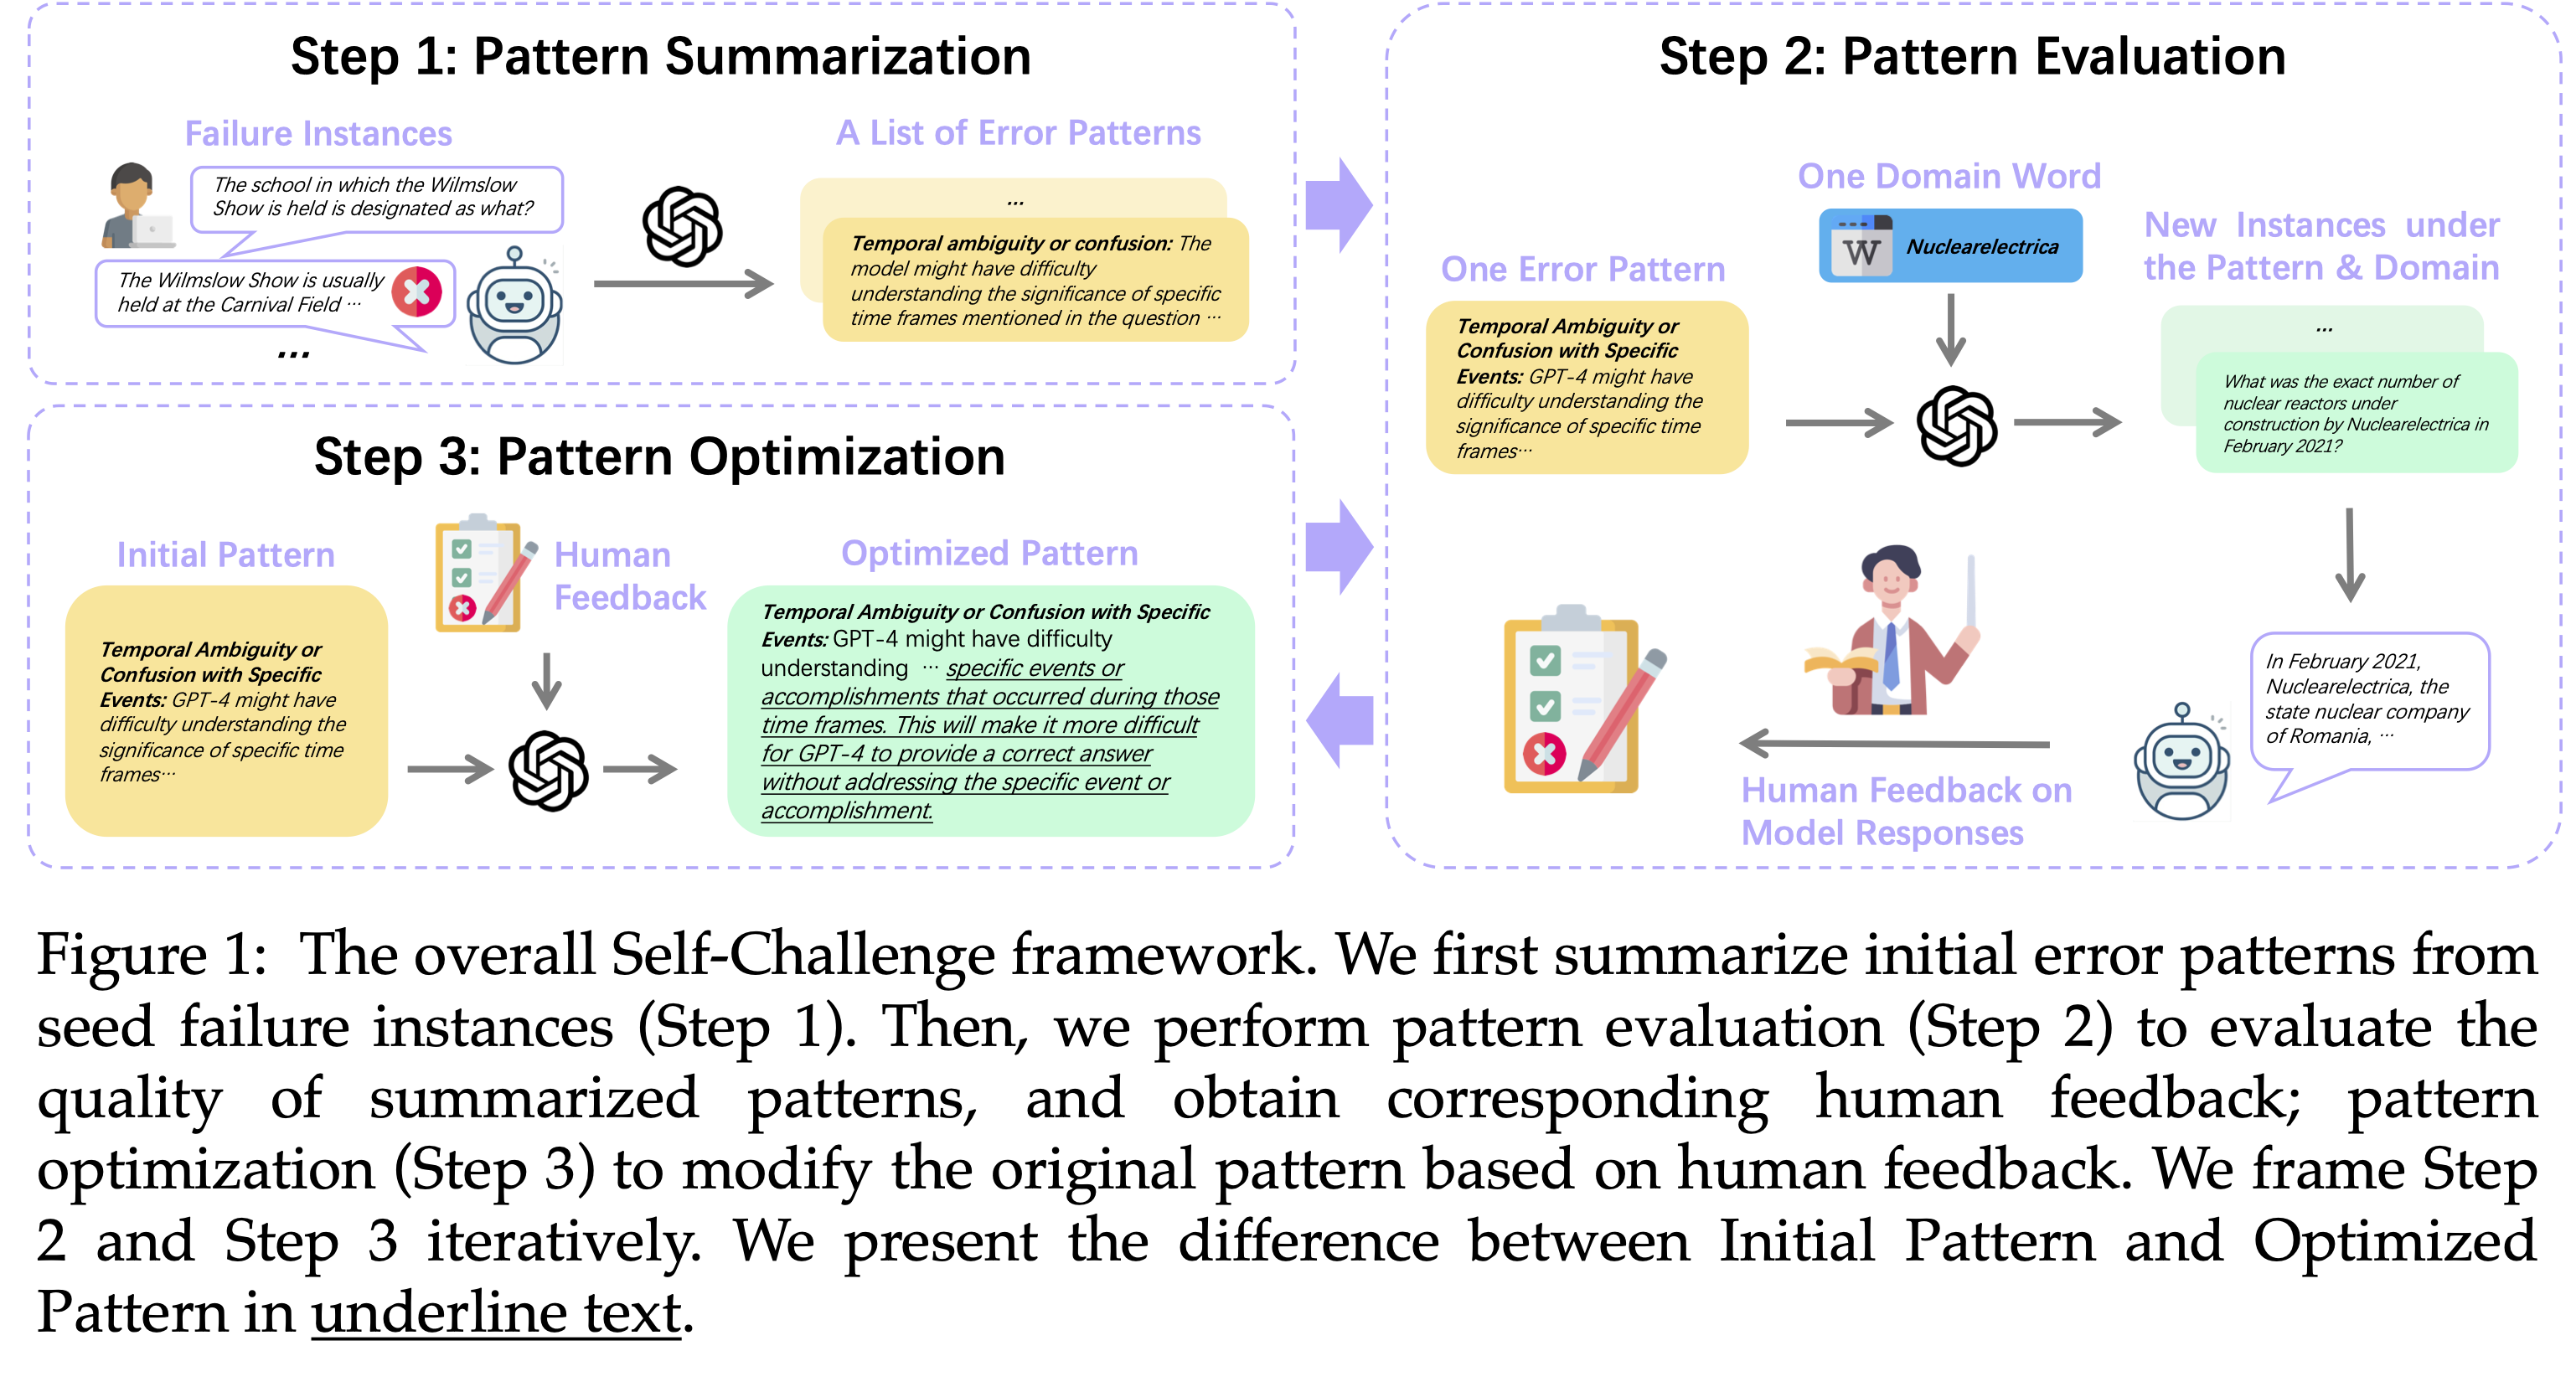 Step 1: Pattern Summarization
Failure Instances
The school in which the Wilmslow
Show is held is designated as what?
The Wilmslow Show is usually
held at the Carnival Field ...
...
A List of Error Patterns
...
Temporal ambiguity or confusion: The
model might have difficulty
understanding the significance of specific
time frames mentioned in the question ...
Step 2: Pattern Evaluation
One Error Pattern
Temporal Ambiguity or
Confusion with Specific
Events: GPT-4 might have
difficulty understanding the
significance of specific time
frames...
One Domain Word
W
Nuclearelectrica
New Instances under
the Pattern & Domain
...
What was the exact number of
nuclear reactors under
construction by Nuclearelectrica in
February 2021?
In February 2021,
Nuclearelectrica, the
state nuclear company
of Romania, ...
Human Feedback on
Model Responses
Step 3: Pattern Optimization
Initial Pattern
Temporal Ambiguity or
Confusion with Specific
Events: GPT-4 might have
difficulty understanding the
significance of specific time
frames...
Human
Feedback
Optimized Pattern
Temporal Ambiguity or Confusion with Specific
Events: GPT-4 might have difficulty
understanding ... specific events or
accomplishments that occurred during those
time frames. This will make it more difficult
for GPT-4 to provide a correct answer
without addressing the specific event or
accomplishment.
Figure 1: The overall Self-Challenge framework. We first summarize initial error patterns from
seed failure instances (Step 1). Then, we perform pattern evaluation (Step 2) to evaluate the
quality of summarized patterns, and obtain corresponding human feedback; pattern
optimization (Step 3) to modify the original pattern based on human feedback. We frame Step
2 and Step 3 iteratively. We present the difference between Initial Pattern and Optimized
Pattern in underline text.